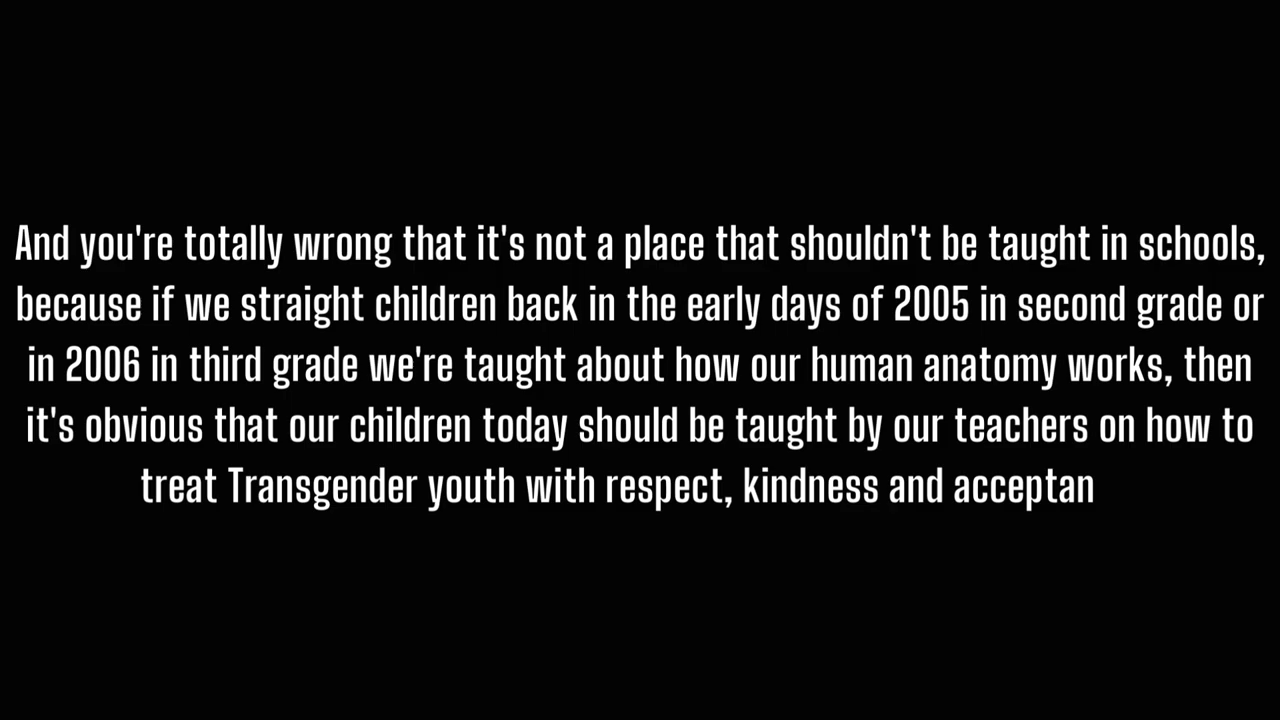 And you're totally wrong that it's not a place that shouldn't be taught in schools,
because if we straight children back in the early days of 2005 in second grade or
in 2006 in third grade we're taught about how our human anatomy works, then
it's obvious that our children today should be taught by our teachers on how to
treat Transgender youth with respect, kindness and acceptan